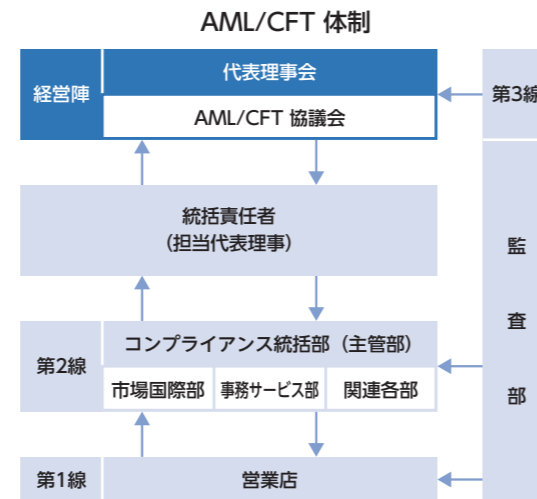 AML/CFT 体制
経営陣
代表理事会
AML/CFT 協議会
第3線
統括責任者
(担当代表理事)
監
査
部
第2線
コンプライアンス統括部（主管部）
市場国際部
事務サービス部
関連各部
第1線
営業店